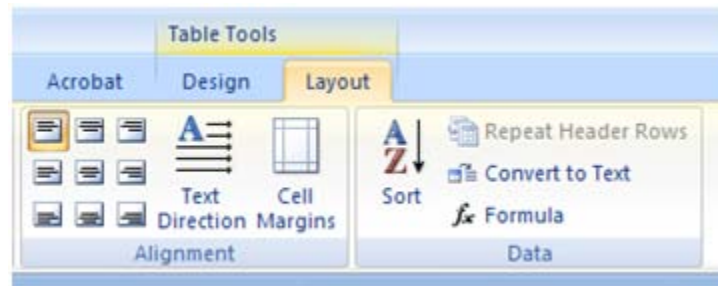 Table Tools
Acrobat Design Layout
Repeat Header Rows
Convert to Text
Formula
Text Direction
Cell Margins
Sort
Alignment
Data